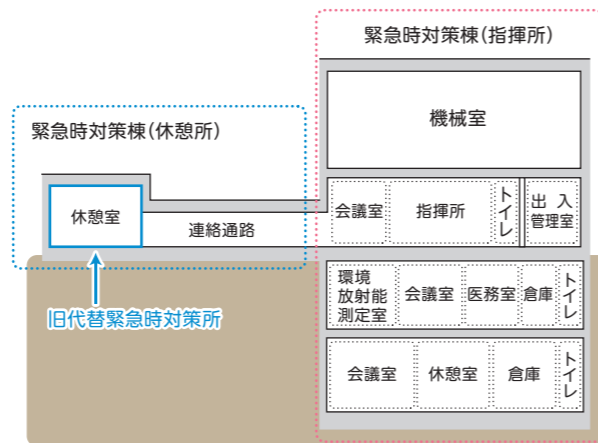 緊急時対策棟(指揮所)
機械室
緊急時対策棟(休憩所)
休憩室
連絡通路
会議室
指揮所
トイレ
出入
管理室
旧代替緊急時対策所
環境
放射能
測定室
会議室
医務室
倉庫
トイレ
会議室
休憩室
倉庫
トイレ